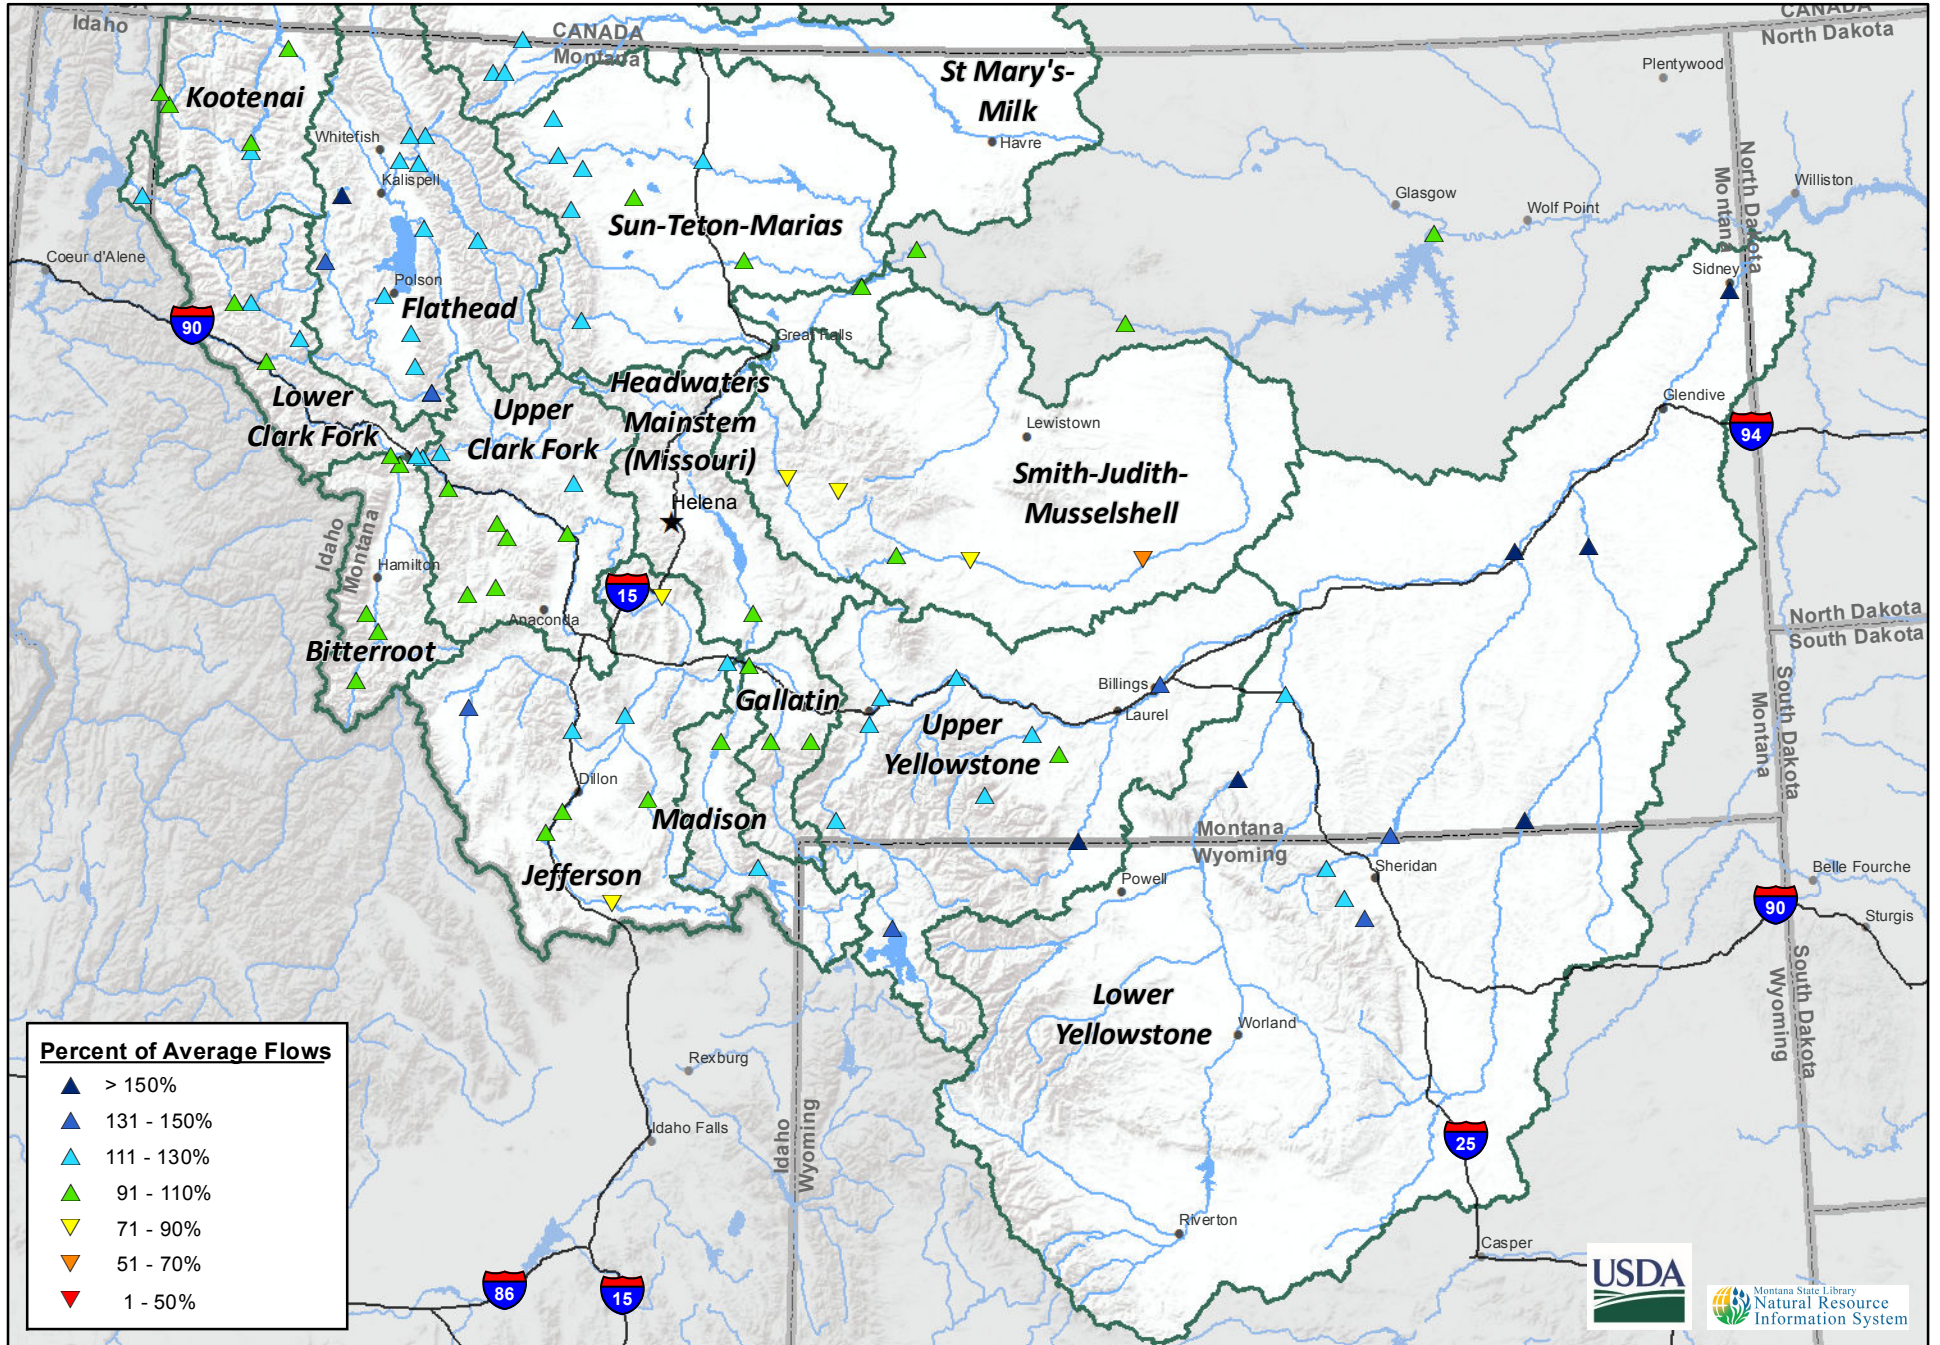 CANADA
Idaho
CANADA
Montana
CANADA
North Dakota
Plentywood
St Mary's-
Milk
Kootenai
Whitefish
Havre
Kalispell
Glasgow
Wolf Point
North Dakota
Montana
Williston
Sun-Teton-Marias
Coeur d'Alene
Sidney
Polson
Flathead
90
Great Falls
Headwaters
Mainstem
(Missouri)
Lower
Clark Fork
Upper
Clark Fork
Glendive
94
Lewistown
Smith-Judith-
Musselshell
Helena
Idaho
Montana
Hamilton
15
Anaconda
Bitterroot
North Dakota
South Dakota
Gallatin
Billings
Laurel
Upper
Yellowstone
South Dakota
Montana
Dillon
Madison
Jefferson
Montana
Wyoming
Powell
Sheridan
Belle Fourche
90
Sturgis
South Dakota
Wyoming
Lower
Yellowstone
Worland
Percent of Average Flows
> 150%
131 - 150%
111 - 130%
91 - 110%
71 - 90%
51 - 70%
1 - 50%
Rexburg
Idaho Falls
Idaho
Wyoming
25
Riverton
Casper
86
15
USDA
Montana State Library
Natural Resource
Information System